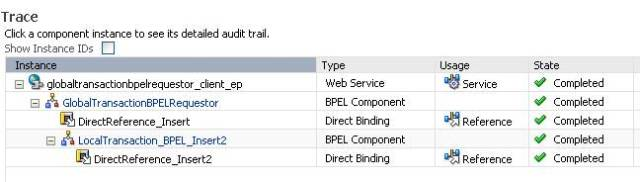 Trace
Click a component instance to see its detailed audit trail.
Show Instance IDs
Instance Type Usage State
globaltransactionbpelrequestor_client_ep Web Service Service Completed
GlobalTransactionBPELRequestor BPEL Component Completed
DirectReference_Insert Direct Binding Reference Completed
LocalTransaction_BPEL_Insert2 BPEL Component Completed
DirectReference_Insert2 Direct Binding Reference Completed